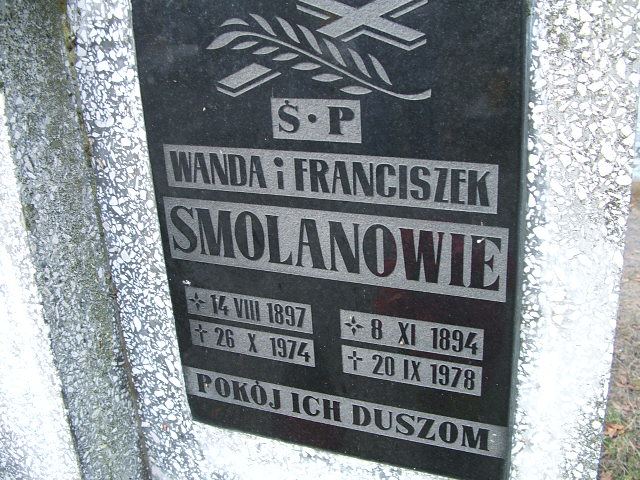 Ś•P
WANDA i FRANCISZEK
SMOLANOWIE
14 VIII 1897
† 26 X 1974
8 XI 1894
† 20 IX 1978
POKÓJ ICH DUSZOM